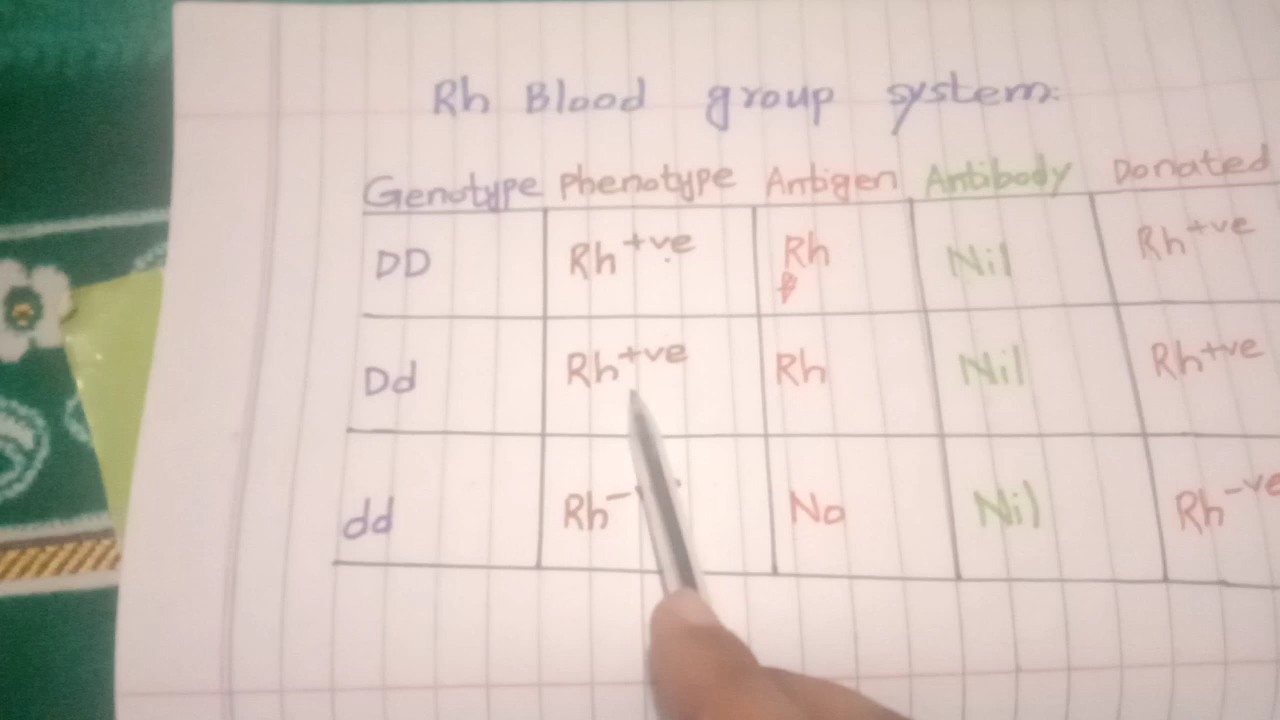 Rh Blood group system:
Genotype Phenotype Antigen Antibody Donated
DD Rh+ve Rh Nil Rh+ve
Dd Rh+ve Rh Nil Rh+ve
dd Rh- No Nil Rh-ve